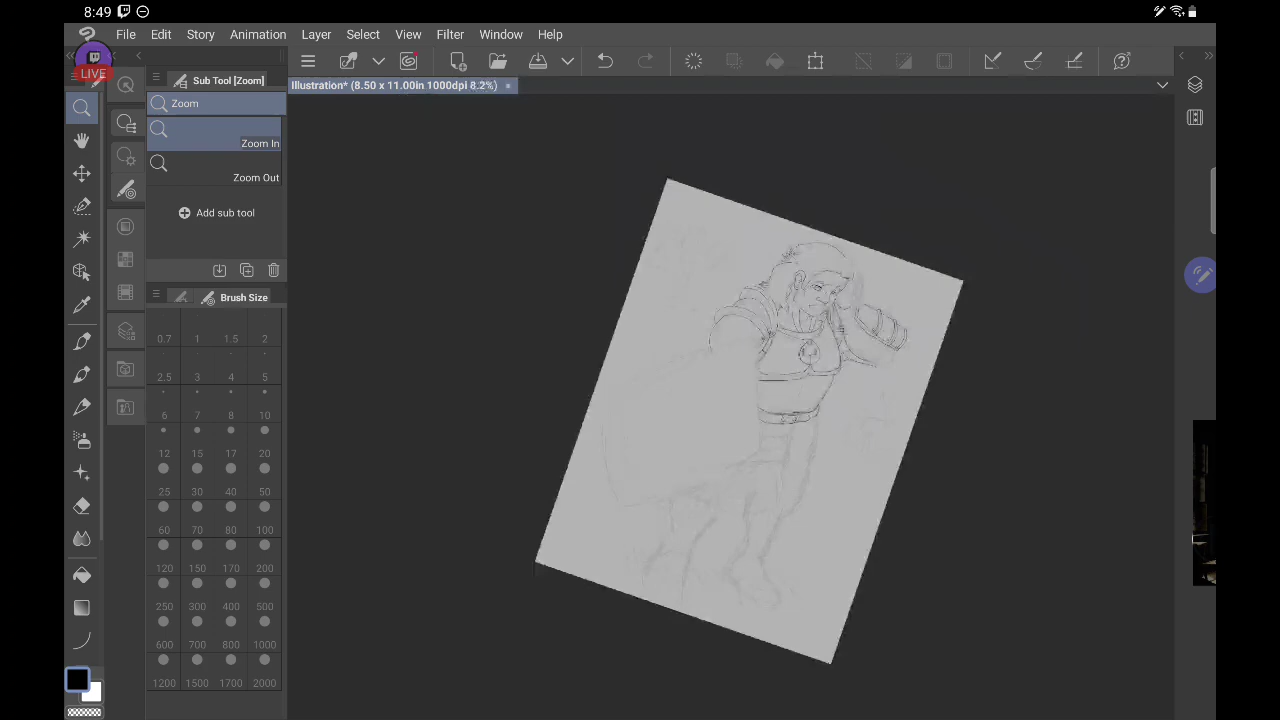 8:49
File Edit Story Animation Layer Select View Filter Window Help
LIVE
Sub Tool [Zoom]
Illustration* (8.50 x 11.00in 1000dpi 8.2%)
Zoom
Zoom In
Zoom Out
Add sub tool
Brush Size
0.7 1 1.5 2
2.5 3 4 5
6 7 8 10
12 15 17 20
25 30 40 50
60 70 80 100
120 150 170 200
250 300 400 500
600 700 800 1000
1200 1500 1700 2000